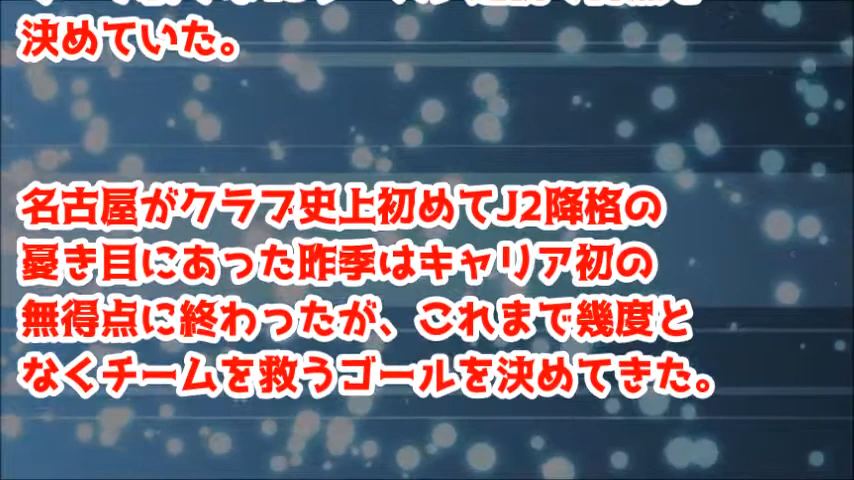 決めていた。
名古屋がクラブ史上初めてJ2降格の
憂き目にあった昨季はキャリア初の
無得点に終わったが、これまで幾度と
なくチームを救うゴールを決めてきた。